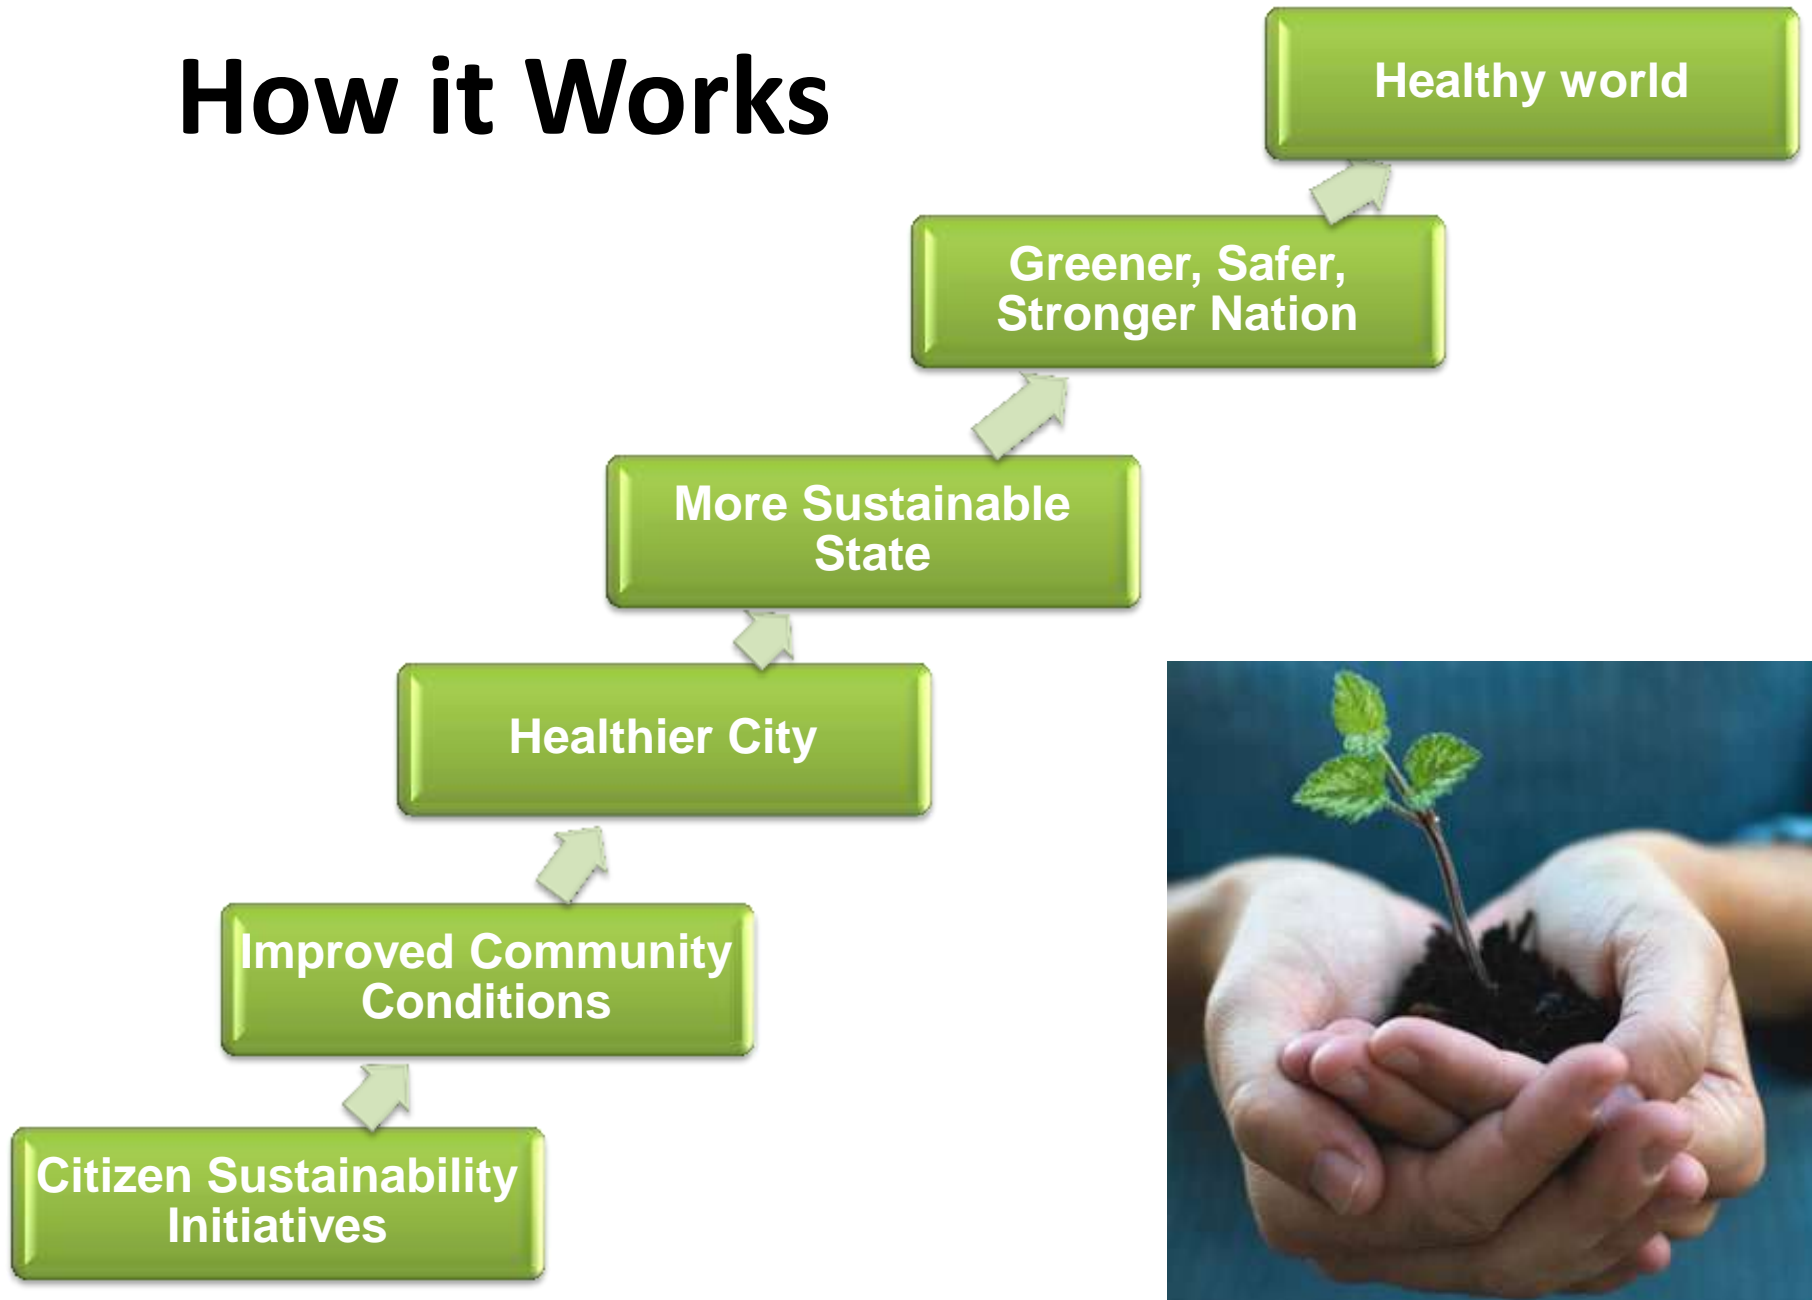 How it Works
Healthy world
Greener, Safer,
Stronger Nation
More Sustainable
State
Healthier City
Improved Community
Conditions
Citizen Sustainability
Initiatives